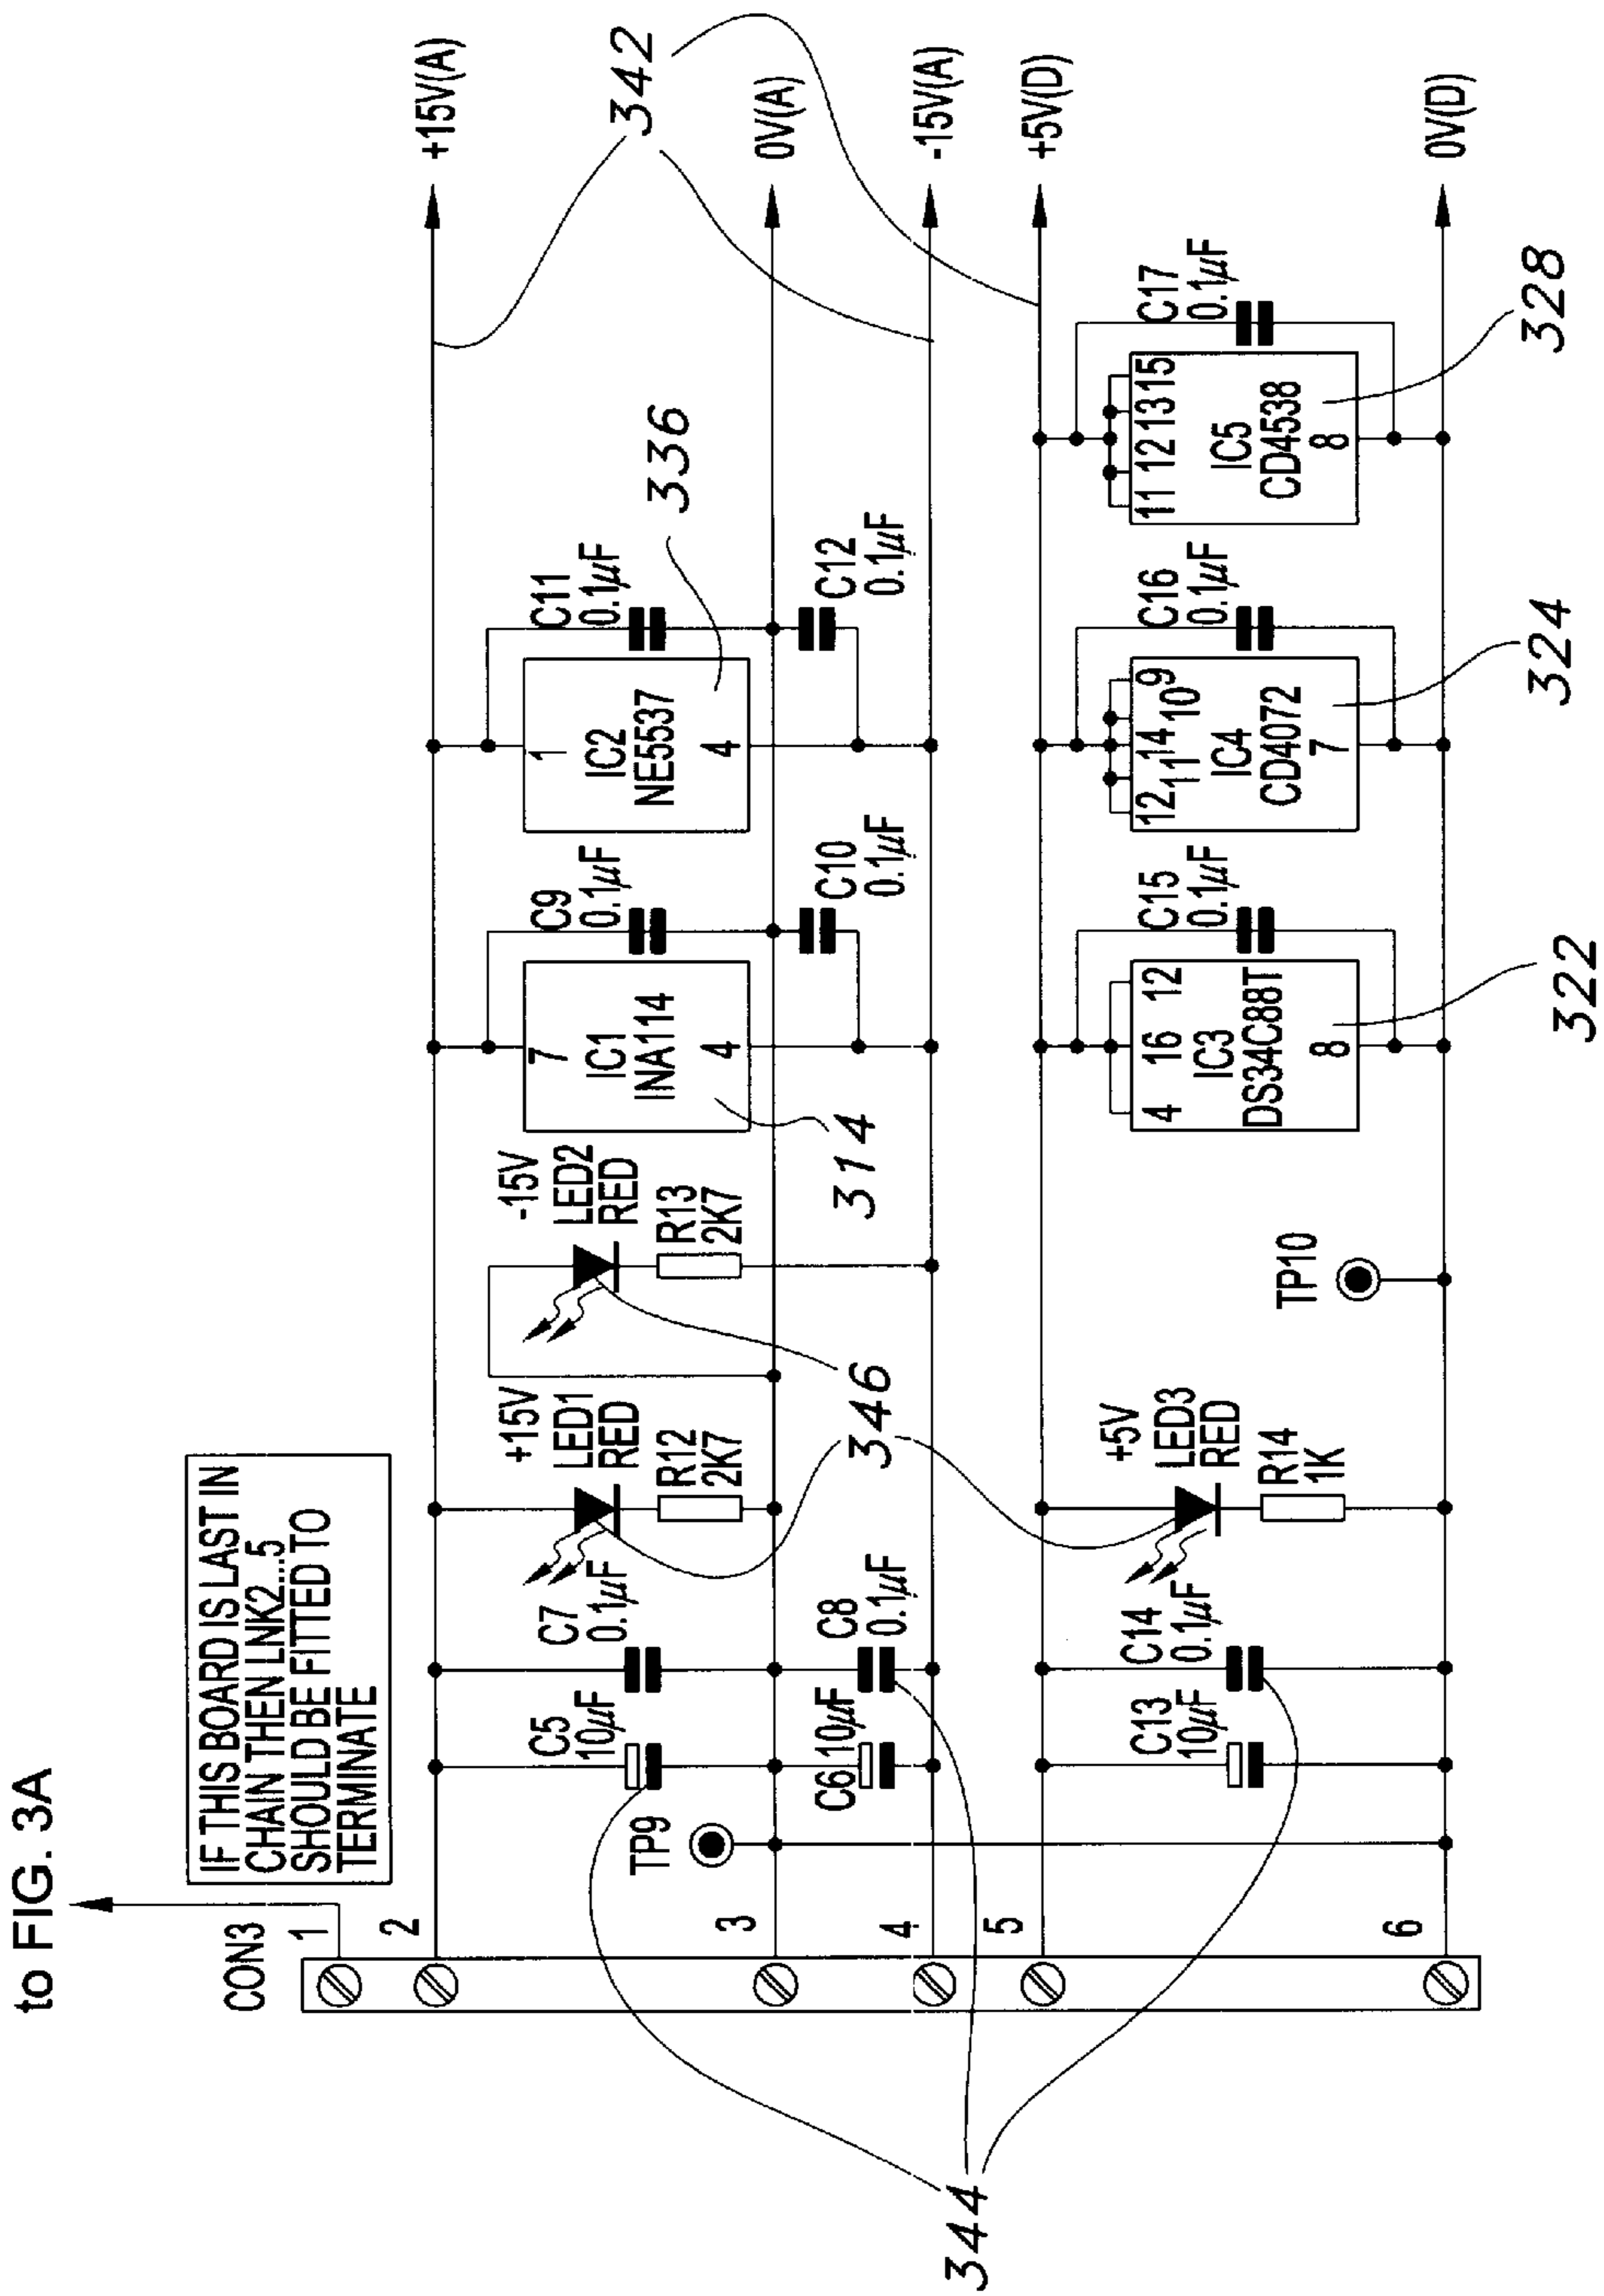 to FIG. 3A
IF THIS BOARD IS LAST IN
CHAIN THEN LNK2...5
SHOULD BE FITTED TO
TERMINATE
CON3
1
2
3
4
5
6
+15V(A)
342
0V(A)
-15V(A)
+5V(D)
0V(D)
TP9
C5
10µF
C7
0.1µF
C6 10µF
C8
0.1µF
+15V
LED1
RED
R12
2K7
-15V
LED2
RED
R13
2K7
346
7
IC1
INA114
4
314
C9
0.1µF
C10
0.1µF
1
IC2
NE5537
4
336
C11
0.1µF
C12
0.1µF
C13
10µF
C14
0.1µF
344
+5V
LED3
RED
R14
1K
TP10
4 16 12
IC3
DS34C88T
8
322
C15
0.1µF
12 11 14 10 9
IC4
CD4072
7
324
C16
0.1µF
11 12 13 15
IC5
CD4538
8
328
C17
0.1µF